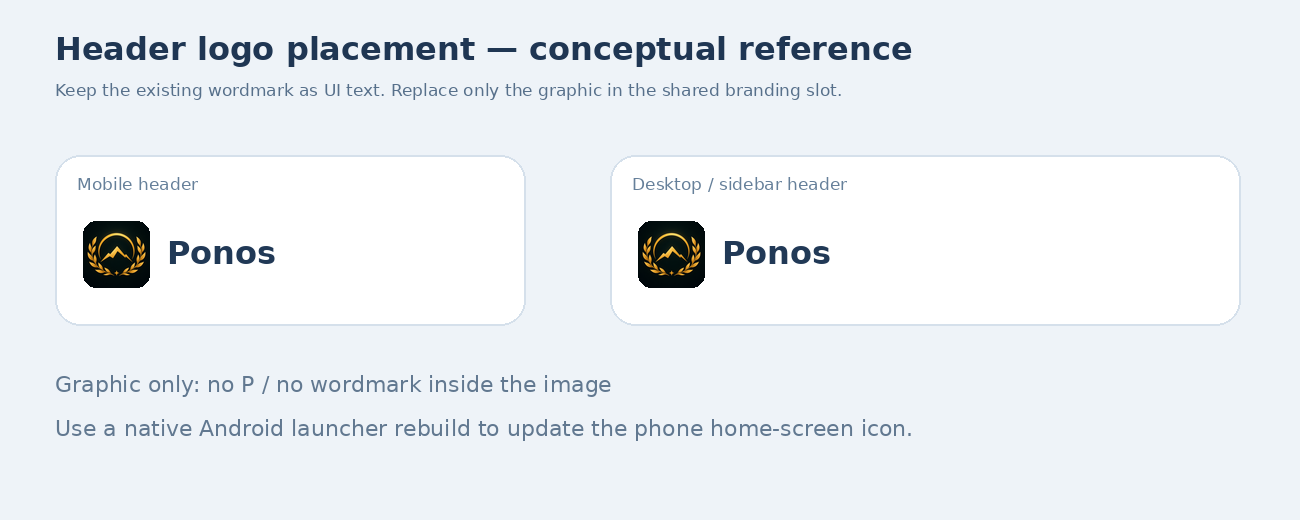 Header logo placement — conceptual reference
Keep the existing wordmark as UI text. Replace only the graphic in the shared branding slot.
Mobile header
Ponos
Desktop / sidebar header
Ponos
Graphic only: no P / no wordmark inside the image
Use a native Android launcher rebuild to update the phone home-screen icon.